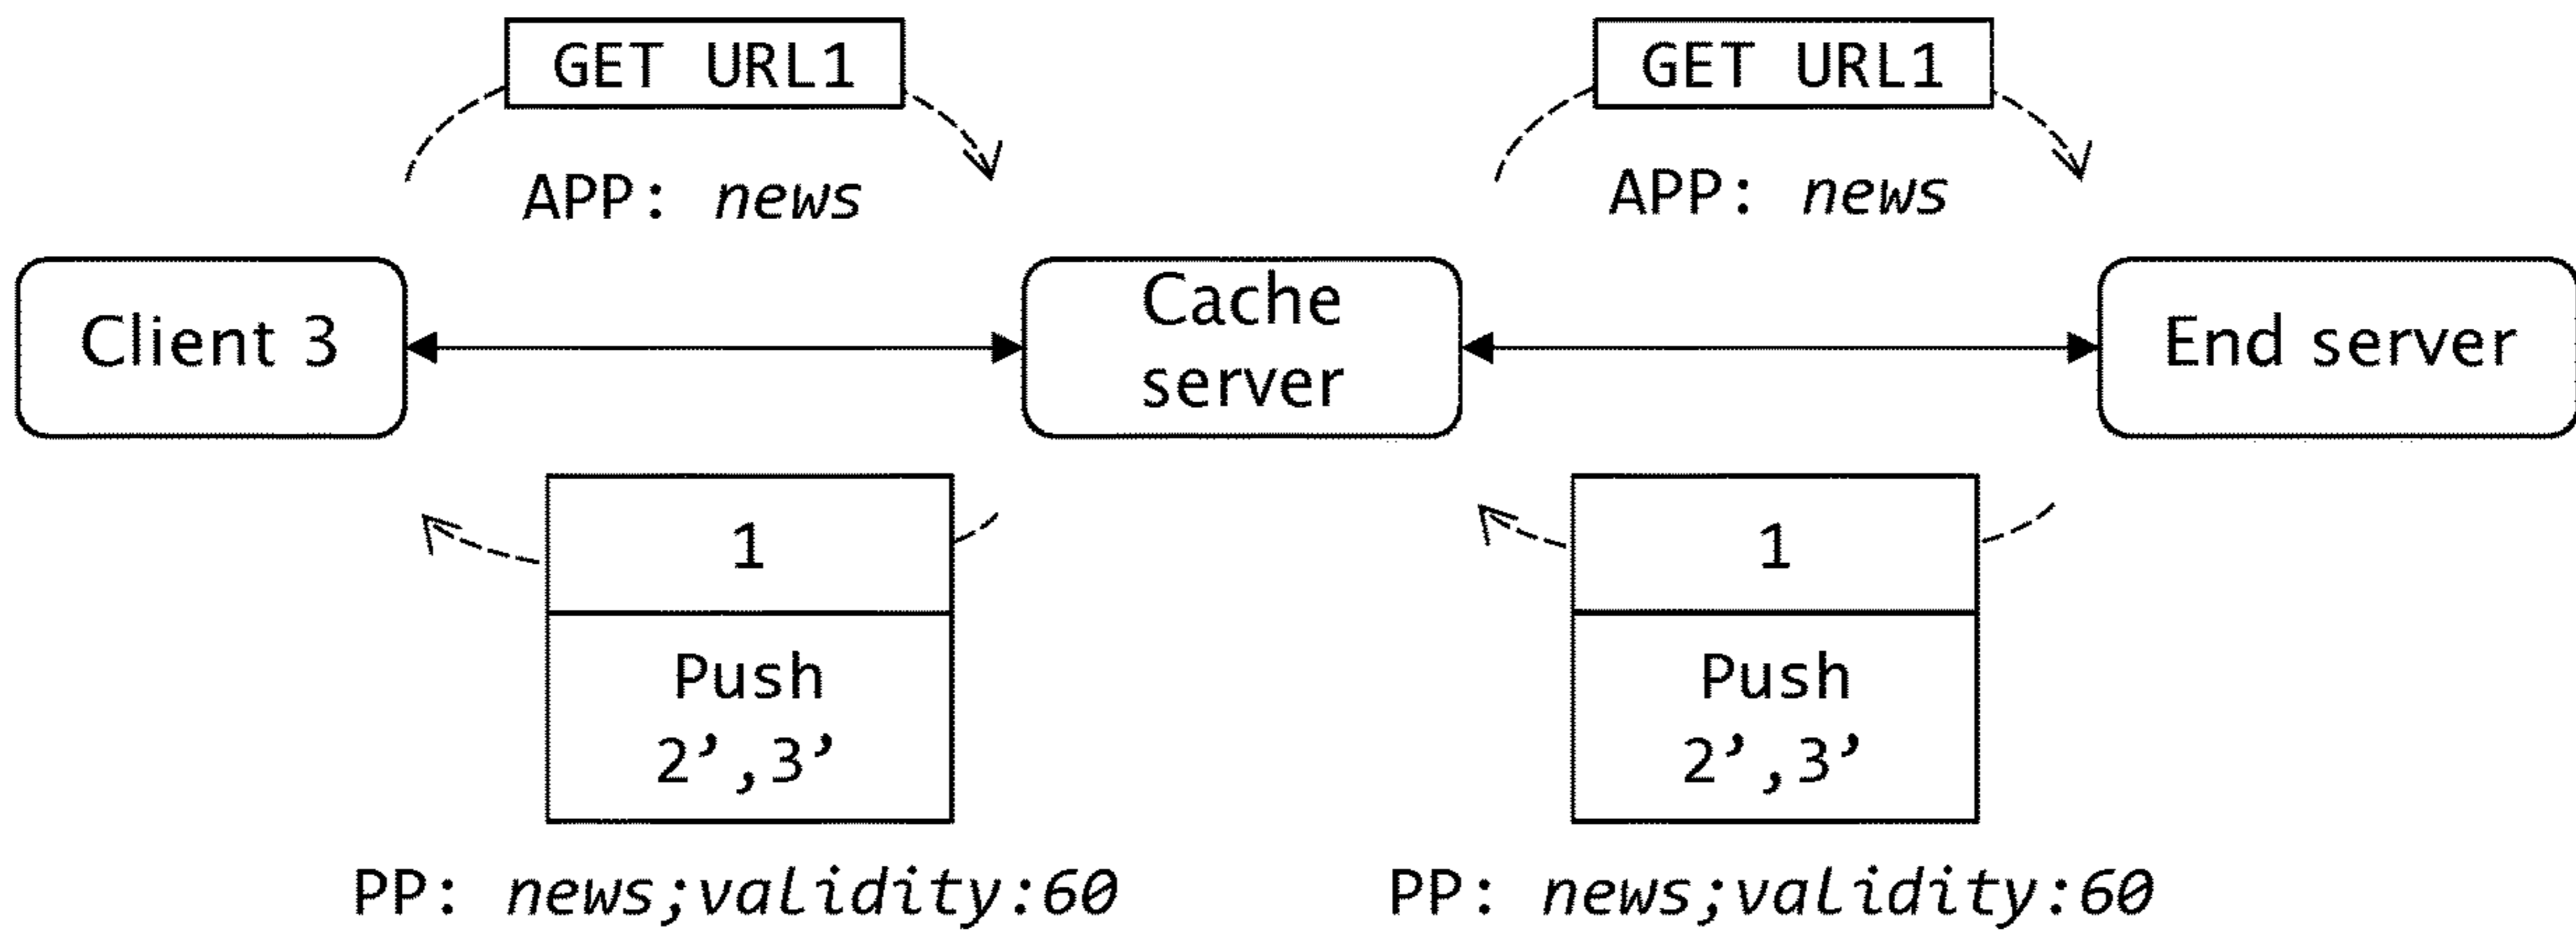 GET URL1
GET URL1
APP: news
APP: news
Client 3
Cache
server
End server
1
Push
2’,3’
1
Push
2’,3’
PP: news;validity:60
PP: news;validity:60